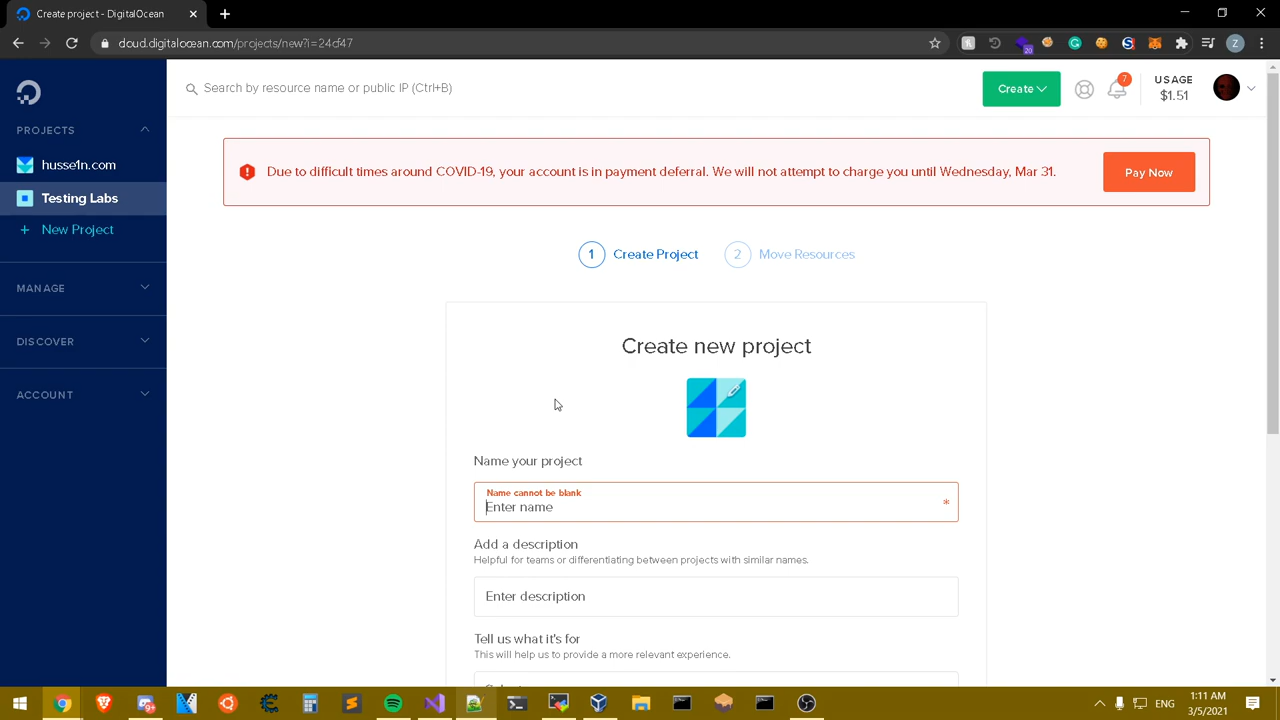 Create project - DigitalOcean
cloud.digitalocean.com/projects/new?i=24cf47
20
Z
Search by resource name or public IP (Ctrl+B)
Create
7
USAGE
$1.51
PROJECTS
husse1n.com
Testing Labs
+ New Project
MANAGE
DISCOVER
ACCOUNT
Due to difficult times around COVID-19, your account is in payment deferral. We will not attempt to charge you until Wednesday, Mar 31.
Pay Now
1 Create Project
2 Move Resources
Create new project
Name your project
Name cannot be blank
Enter name
*
Add a description
Helpful for teams or differentiating between projects with similar names.
Enter description
Tell us what it's for
This will help us to provide a more relevant experience.
ENG
1:11 AM
3/5/2021